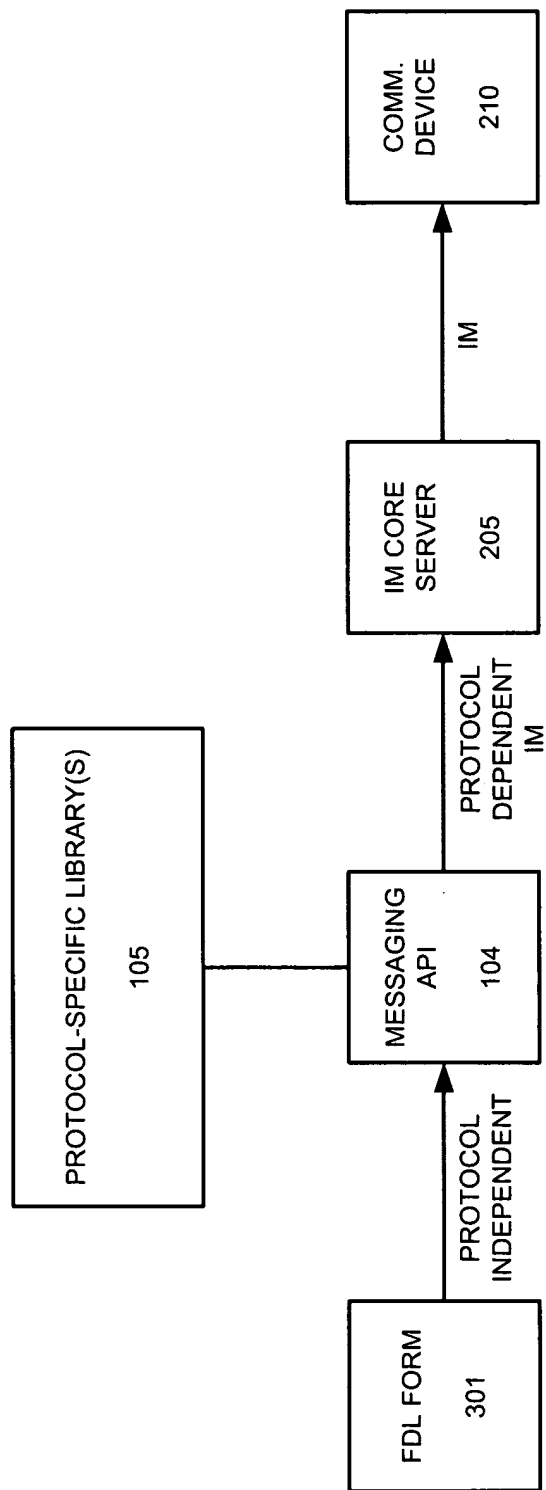 PROTOCOL-SPECIFIC LIBRARY(S)
105
FDL FORM
301
PROTOCOL
INDEPENDENT
MESSAGING
API
104
PROTOCOL
DEPENDENT
IM
IM CORE
SERVER
205
IM
COMM.
DEVICE
210